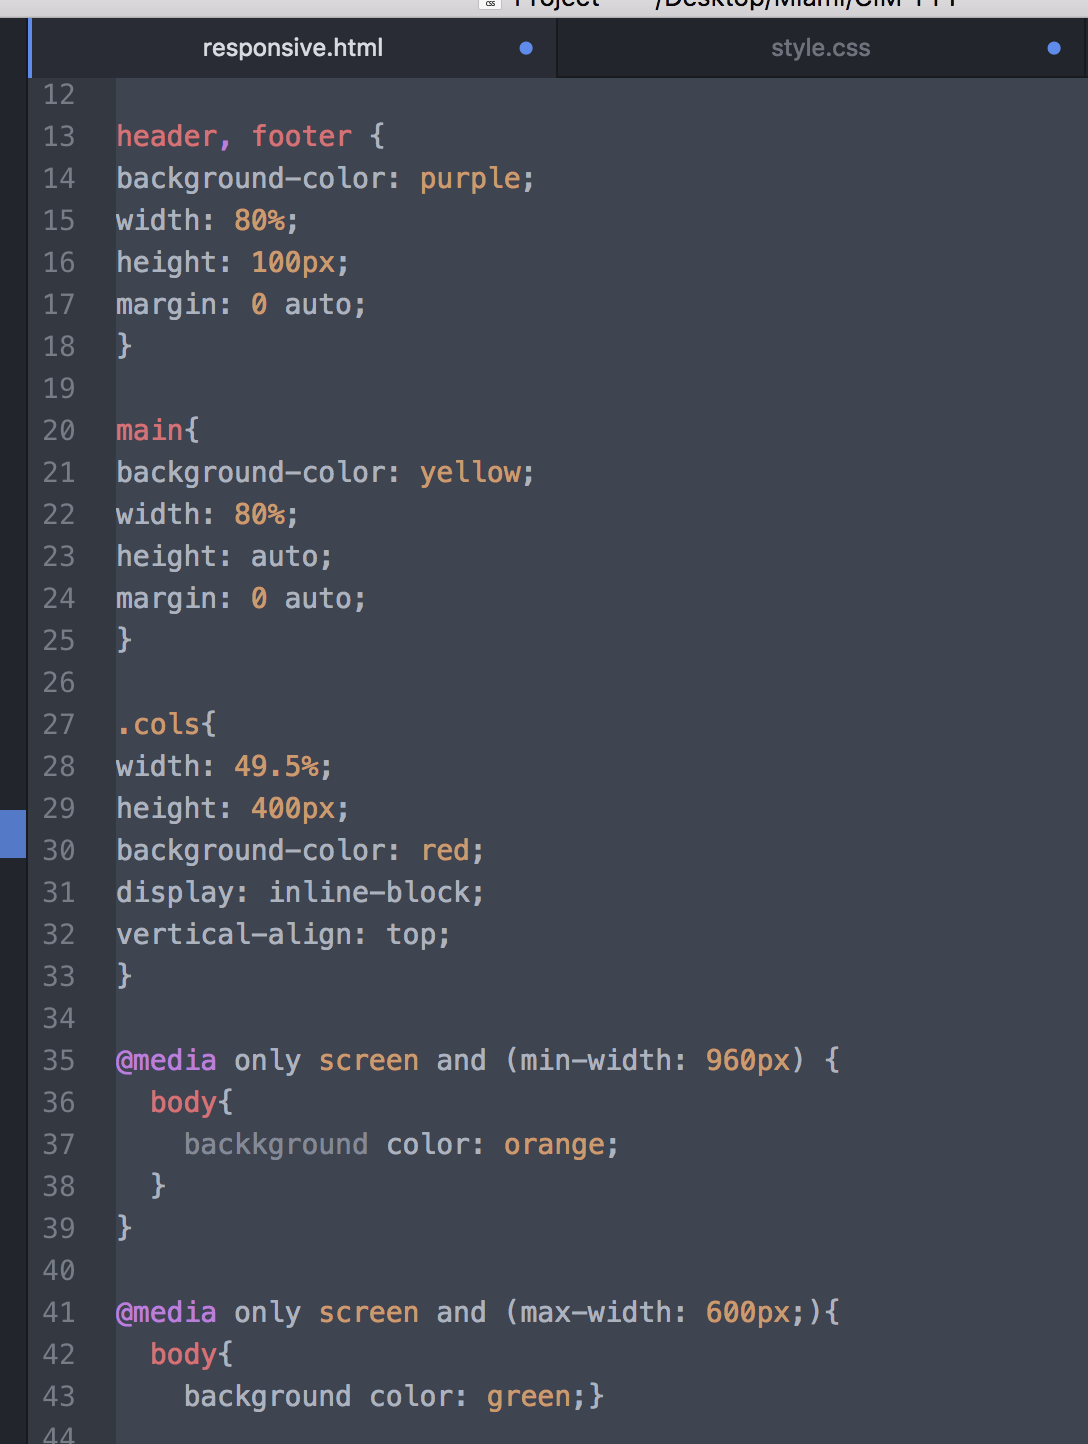 responsive.html
style.css
12
13 header, footer {
14 background-color: purple;
15 width: 80%;
16 height: 100px;
17 margin: 0 auto;
18 }
19
20 main{
21 background-color: yellow;
22 width: 80%;
23 height: auto;
24 margin: 0 auto;
25 }
26
27 .cols{
28 width: 49.5%;
29 height: 400px;
30 background-color: red;
31 display: inline-block;
32 vertical-align: top;
33 }
34
35 @media only screen and (min-width: 960px) {
36 body{
37 backkground color: orange;
38 }
39 }
40
41 @media only screen and (max-width: 600px;){
42 body{
43 background color: green;}
44